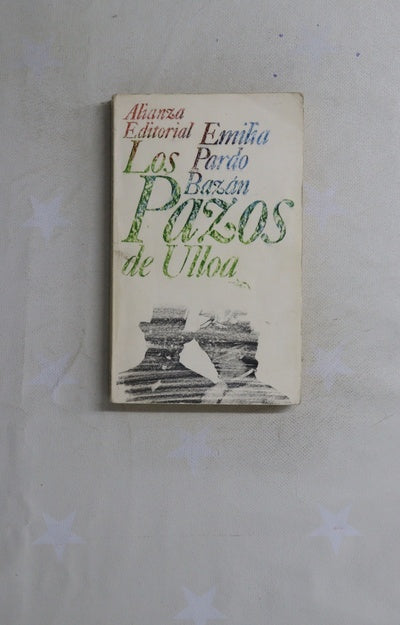 Alianza
Editorial
Emilia
Pardo
Bazán
Los
Pazos
de Ulloa